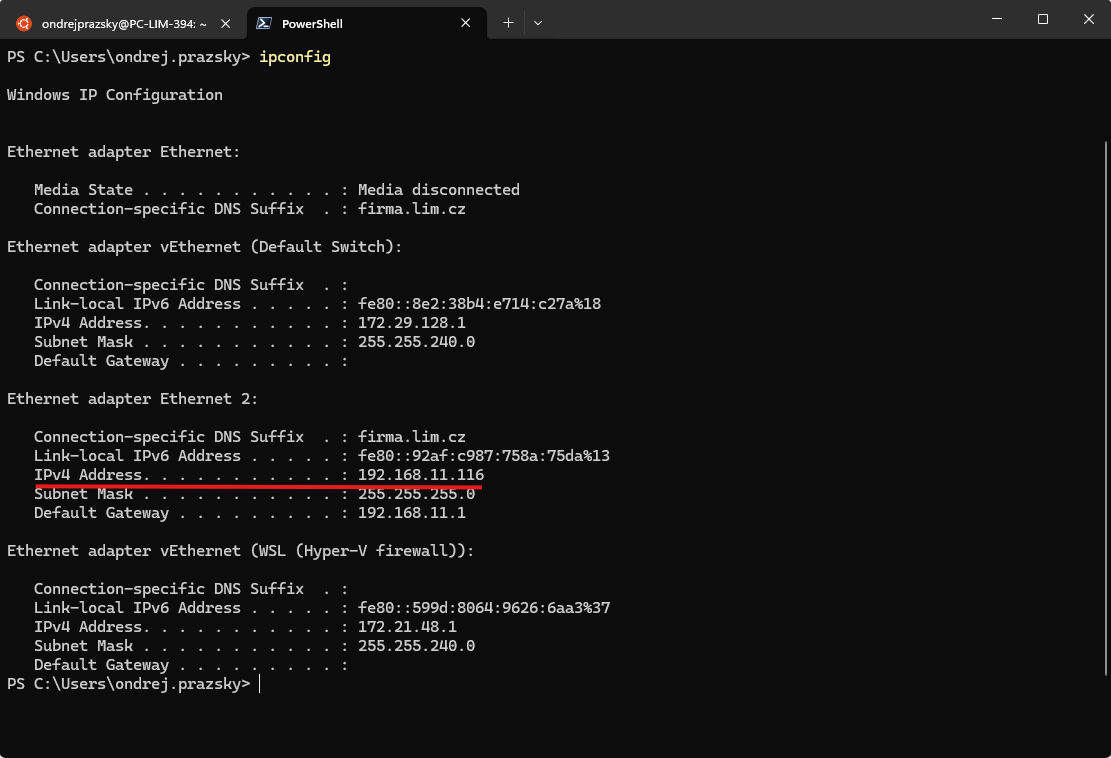 ondrejprazsky@PC-LIM-394: ~
PowerShell
PS C:\Users\ondrej.prazsky> ipconfig
Windows IP Configuration
Ethernet adapter Ethernet:
Media State . . . . . . . . . . . : Media disconnected
Connection-specific DNS Suffix  . : firma.lim.cz
Ethernet adapter vEthernet (Default Switch):
Connection-specific DNS Suffix  . :
Link-local IPv6 Address . . . . . : fe80::8e2:38b4:e714:c27a%18
IPv4 Address. . . . . . . . . . . : 172.29.128.1
Subnet Mask . . . . . . . . . . . : 255.255.240.0
Default Gateway . . . . . . . . . :
Ethernet adapter Ethernet 2:
Connection-specific DNS Suffix  . : firma.lim.cz
Link-local IPv6 Address . . . . . : fe80::92af:c987:758a:75da%13
IPv4 Address. . . . . . . . . . . : 192.168.11.116
Subnet Mask . . . . . . . . . . . : 255.255.255.0
Default Gateway . . . . . . . . . : 192.168.11.1
Ethernet adapter vEthernet (WSL (Hyper-V firewall)):
Connection-specific DNS Suffix  . :
Link-local IPv6 Address . . . . . : fe80::599d:8064:9626:6aa3%37
IPv4 Address. . . . . . . . . . . : 172.21.48.1
Subnet Mask . . . . . . . . . . . : 255.255.240.0
Default Gateway . . . . . . . . . :
PS C:\Users\ondrej.prazsky>